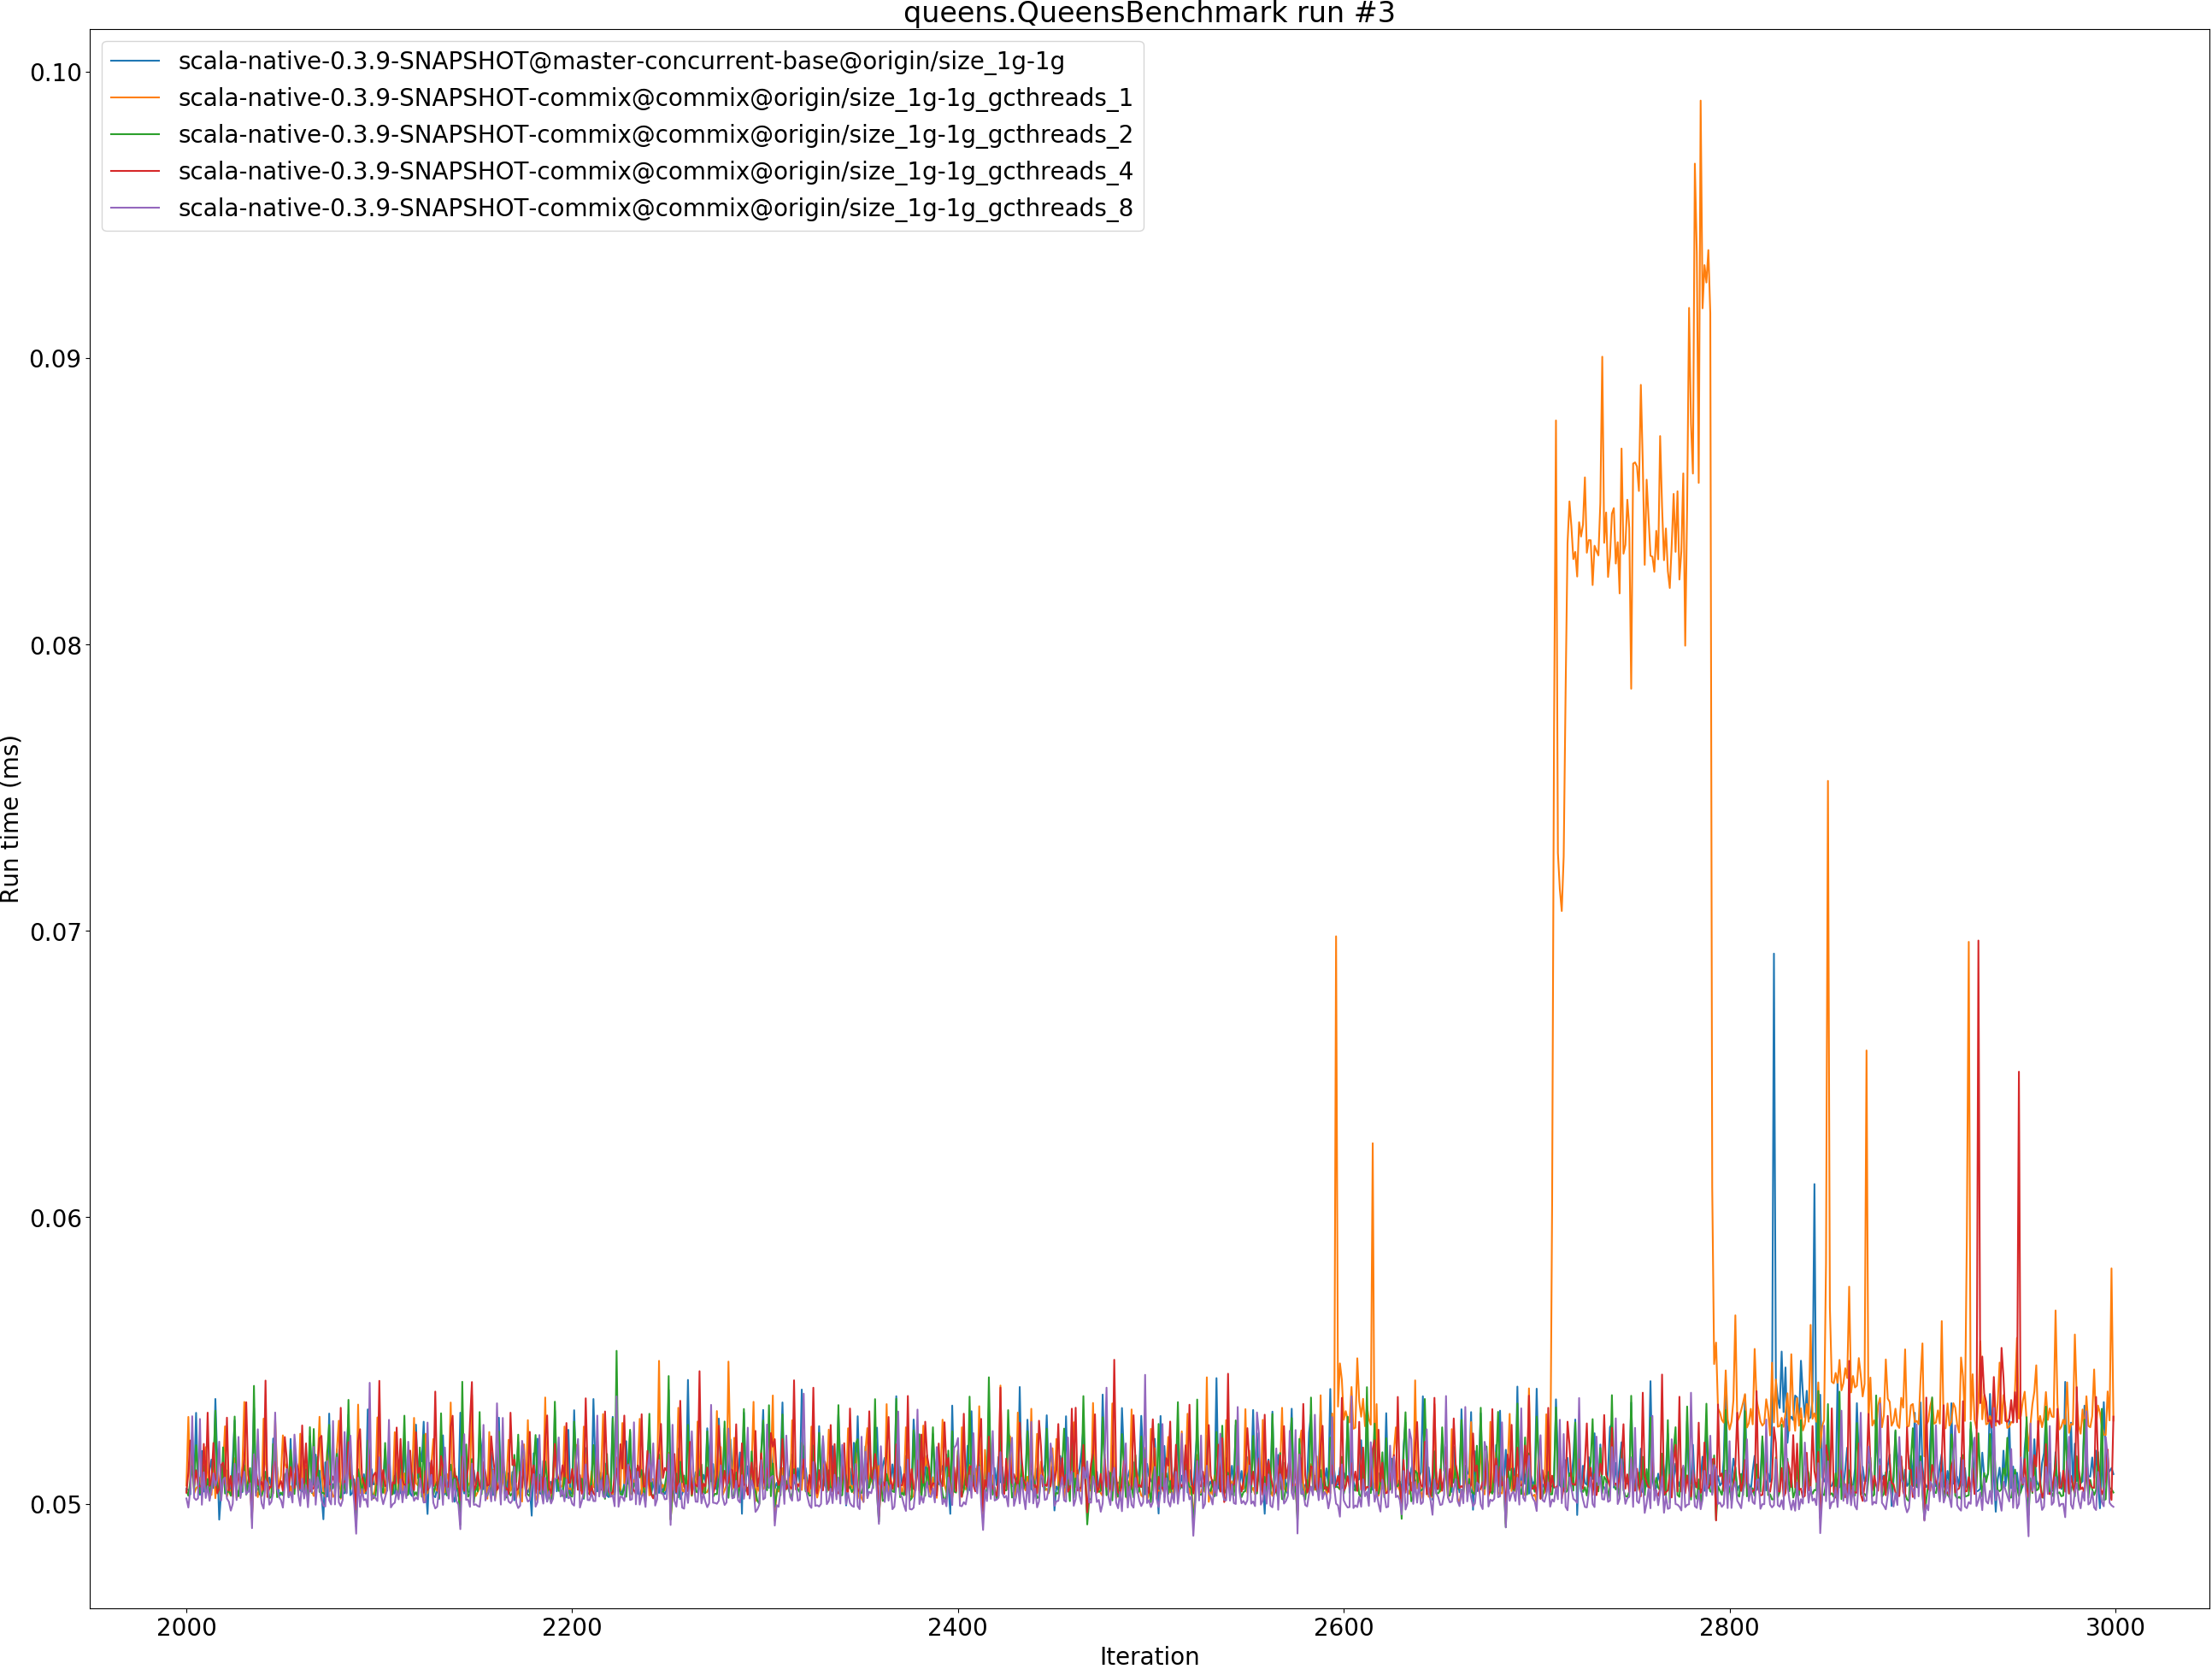 queens.QueensBenchmark run #3
scala-native-0.3.9-SNAPSHOT@master-concurrent-base@origin/size_1g-1g
scala-native-0.3.9-SNAPSHOT-commix@commix@origin/size_1g-1g_gcthreads_1
scala-native-0.3.9-SNAPSHOT-commix@commix@origin/size_1g-1g_gcthreads_2
scala-native-0.3.9-SNAPSHOT-commix@commix@origin/size_1g-1g_gcthreads_4
scala-native-0.3.9-SNAPSHOT-commix@commix@origin/size_1g-1g_gcthreads_8
0.10
0.09
0.08
0.07
0.06
0.05
Run time (ms)
2000 2200 2400 2600 2800 3000
Iteration